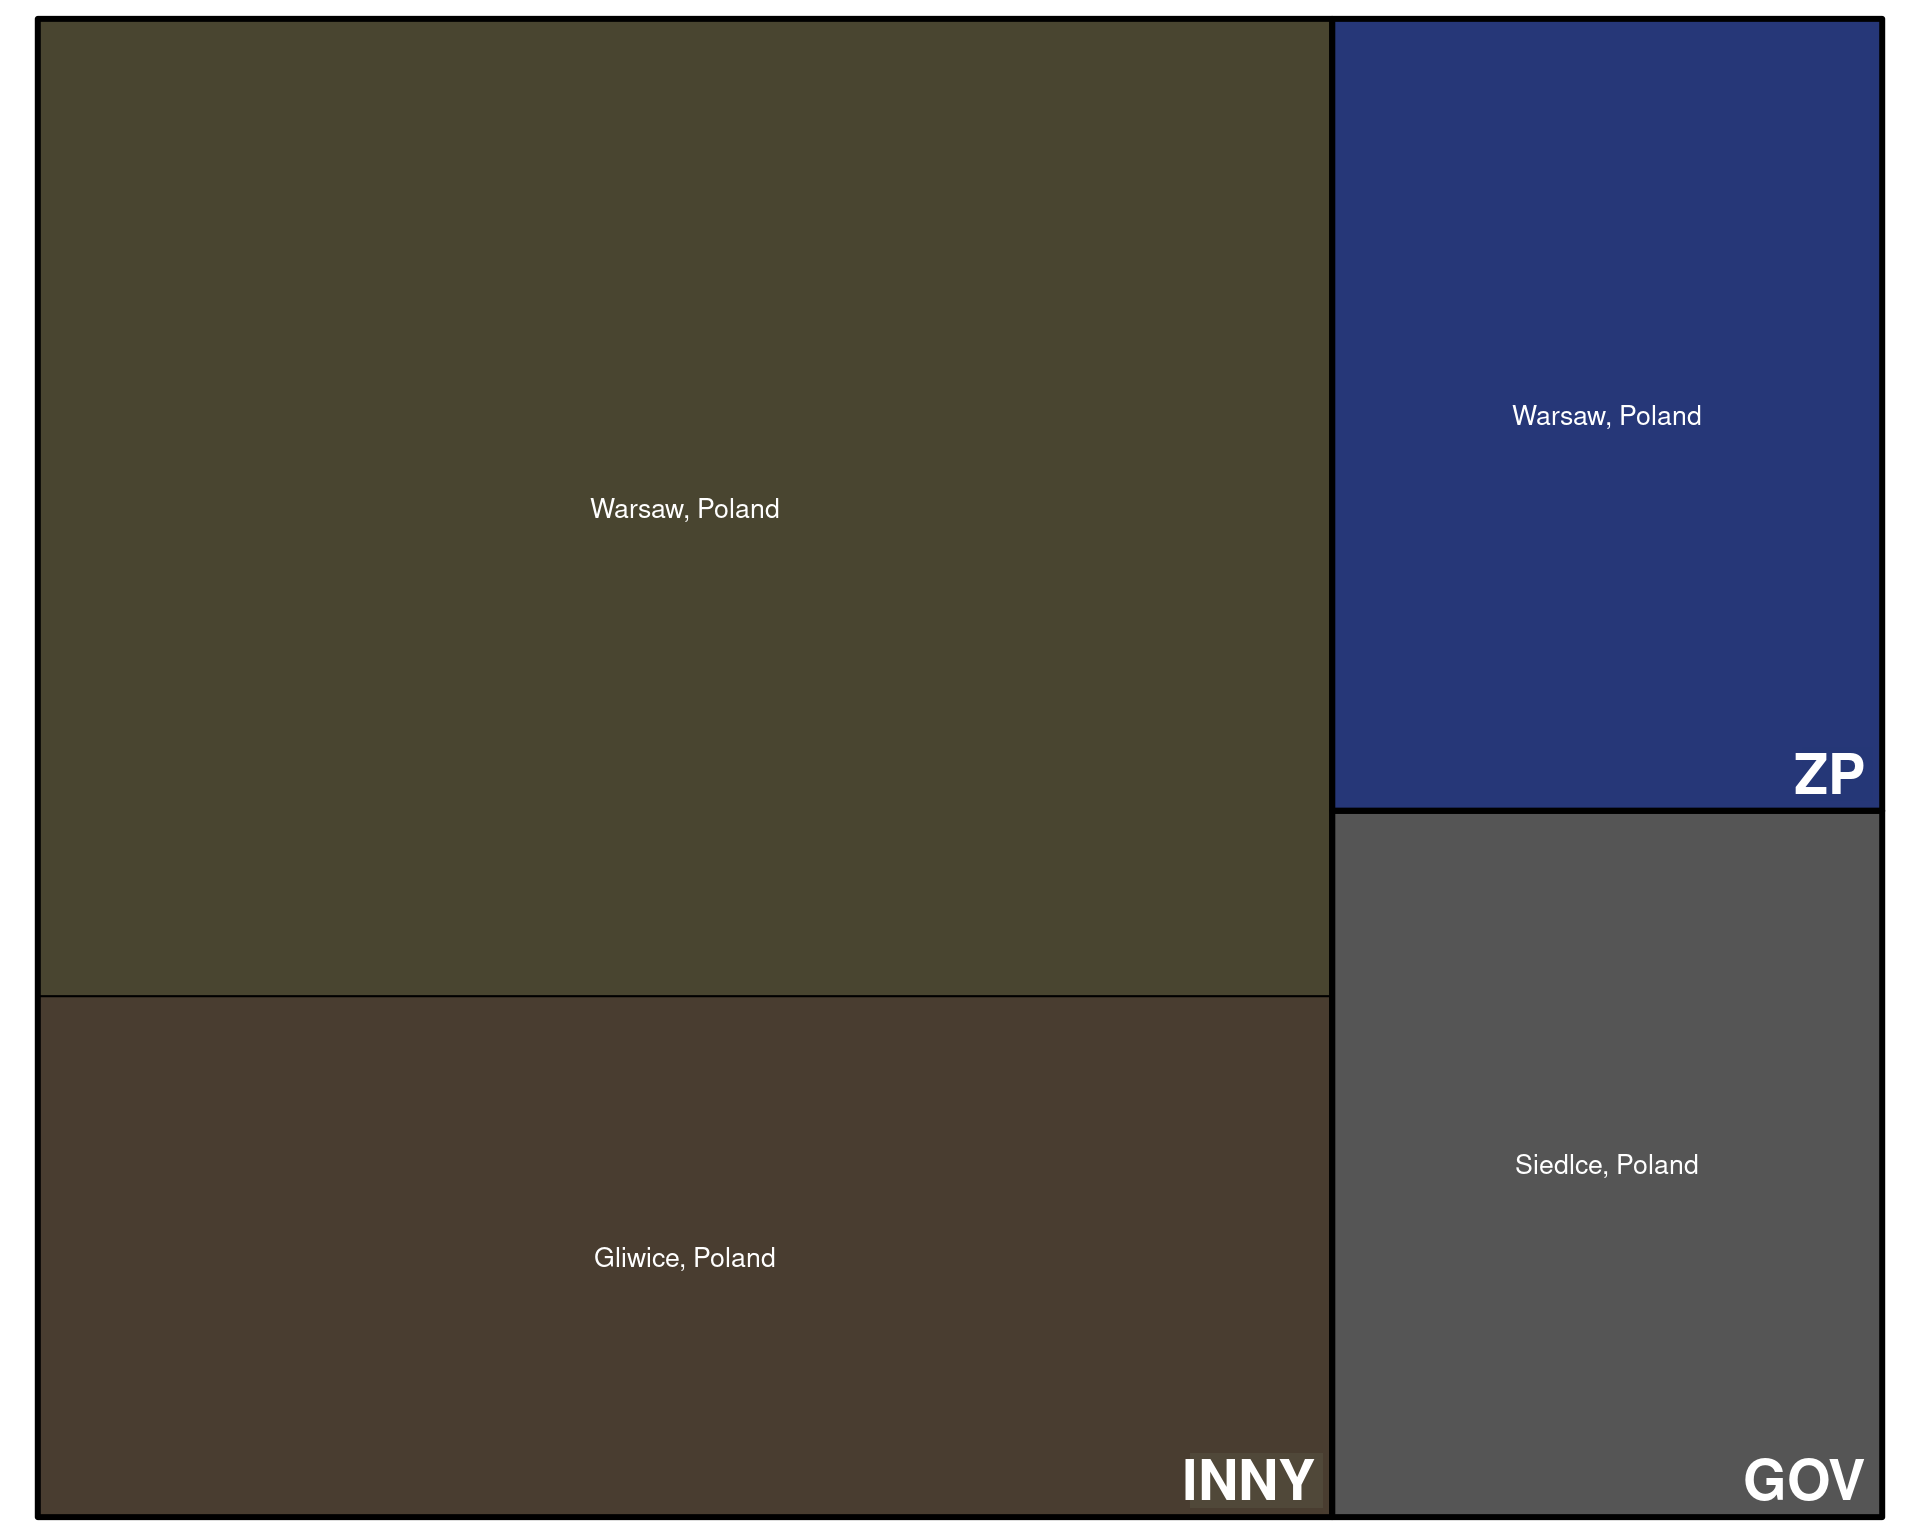 Warsaw, Poland
Gliwice, Poland
INNY
Warsaw, Poland
ZP
Siedlce, Poland
GOV